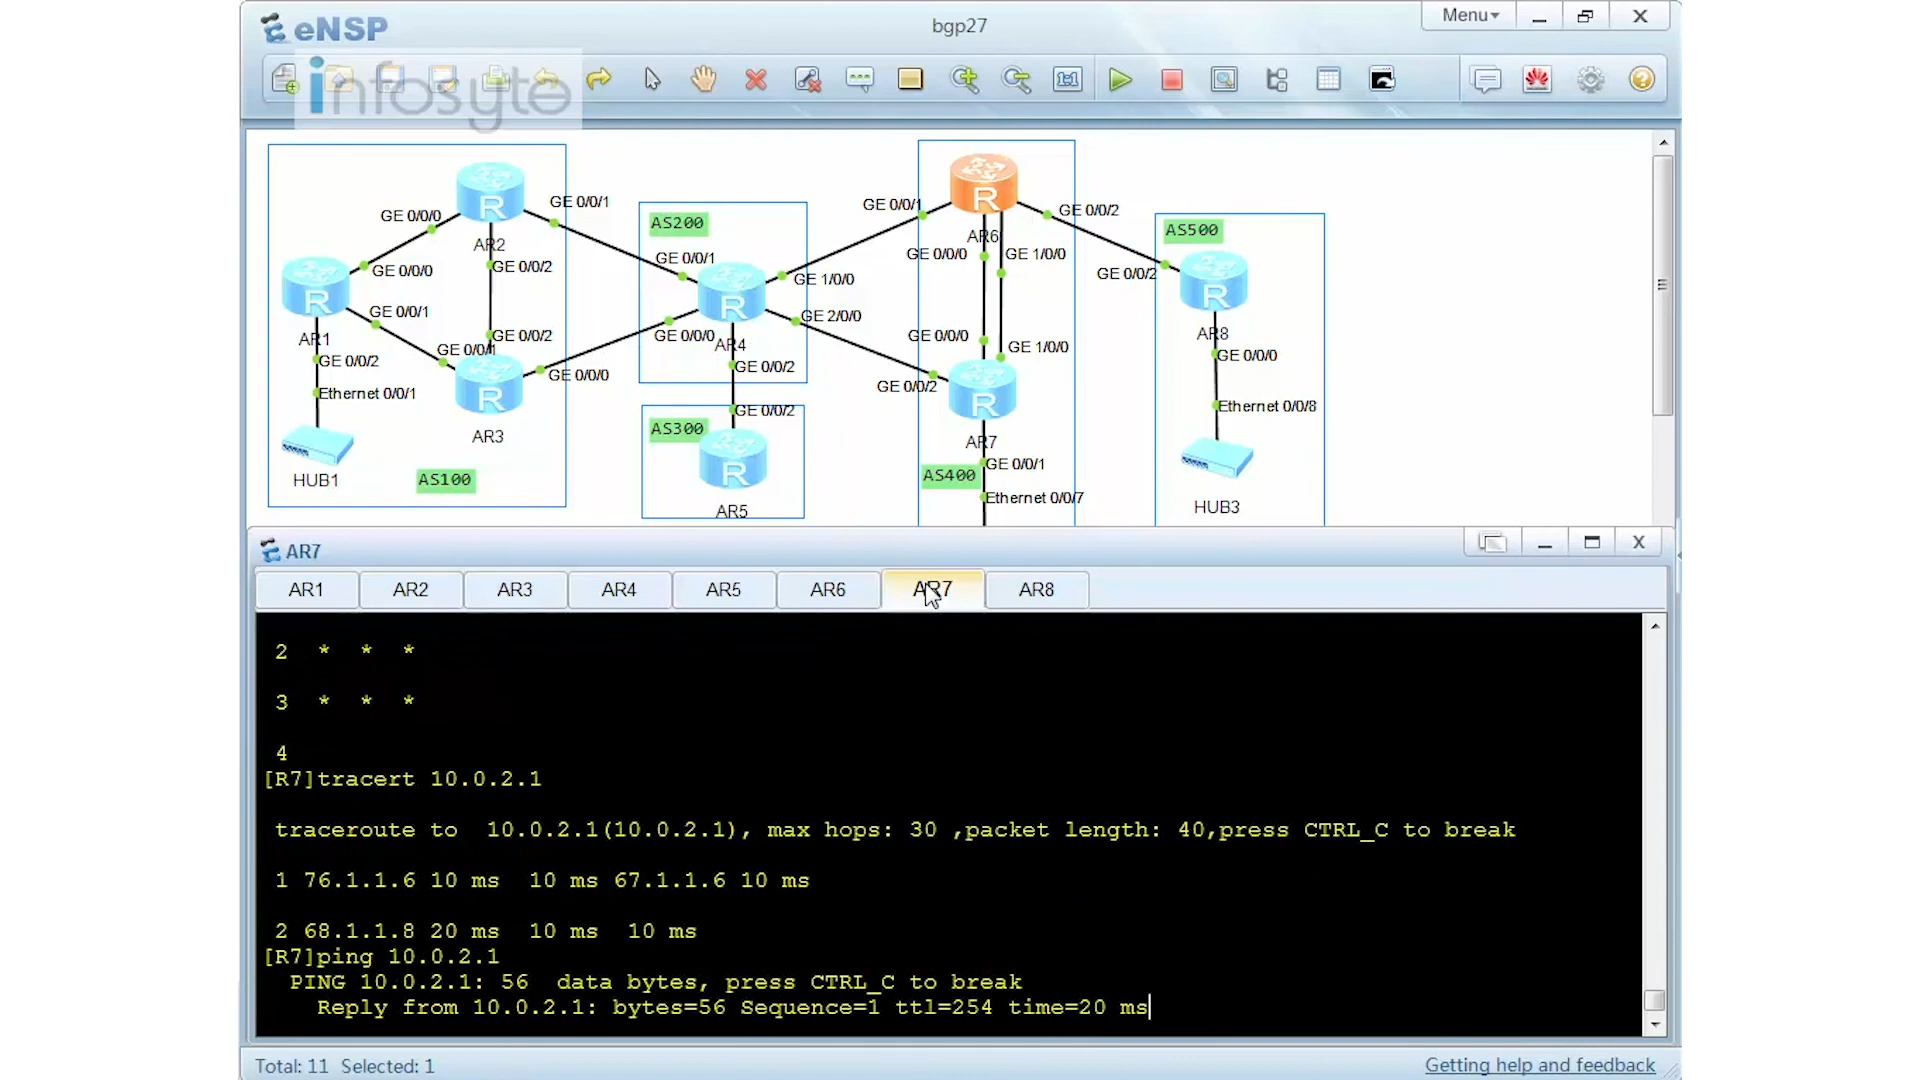 eNSP
bgp27
Menu
infosyte
1:1
GE 0/0/1
GE 0/0/0
AR2
GE 0/0/0
GE 0/0/2
GE 0/0/1
AR1
GE 0/0/2
GE 0/0/2
GE 0/0/1
GE 0/0/0
Ethernet 0/0/1
AR3
HUB1
AS100
AS200
GE 0/0/1
GE 1/0/0
GE 2/0/0
GE 0/0/0
AR4
GE 0/0/2
GE 0/0/2
AS300
AR5
GE 0/0/1
GE 0/0/2
AR6
GE 0/0/0
GE 1/0/0
GE 0/0/0
GE 1/0/0
GE 0/0/2
AR7
GE 0/0/1
AS400
Ethernet 0/0/7
AS500
GE 0/0/2
AR8
GE 0/0/0
Ethernet 0/0/8
HUB3
AR7
AR1 AR2 AR3 AR4 AR5 AR6 AR7 AR8
2 * * *
3 * * *
4
[R7]tracert 10.0.2.1
traceroute to 10.0.2.1(10.0.2.1), max hops: 30 ,packet length: 40,press CTRL_C to break
1 76.1.1.6 10 ms 10 ms 67.1.1.6 10 ms
2 68.1.1.8 20 ms 10 ms 10 ms
[R7]ping 10.0.2.1
PING 10.0.2.1: 56 data bytes, press CTRL_C to break
Reply from 10.0.2.1: bytes=56 Sequence=1 ttl=254 time=20 ms
Total: 11 Selected: 1
Getting help and feedback